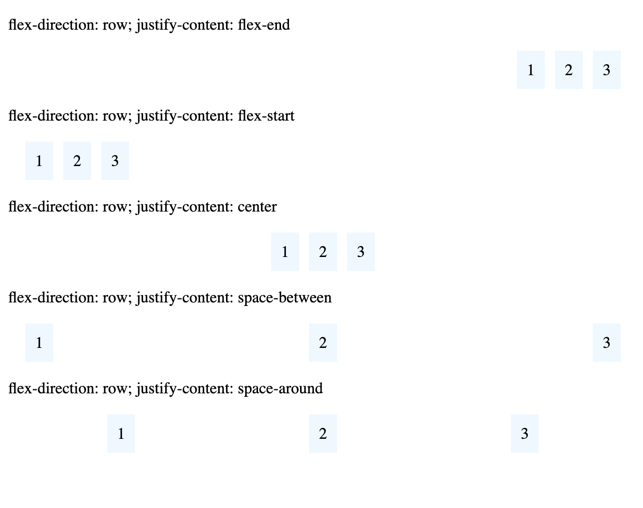 flex-direction: row; justify-content: flex-end
1 2 3
flex-direction: row; justify-content: flex-start
1 2 3
flex-direction: row; justify-content: center
1 2 3
flex-direction: row; justify-content: space-between
1 2 3
flex-direction: row; justify-content: space-around
1 2 3